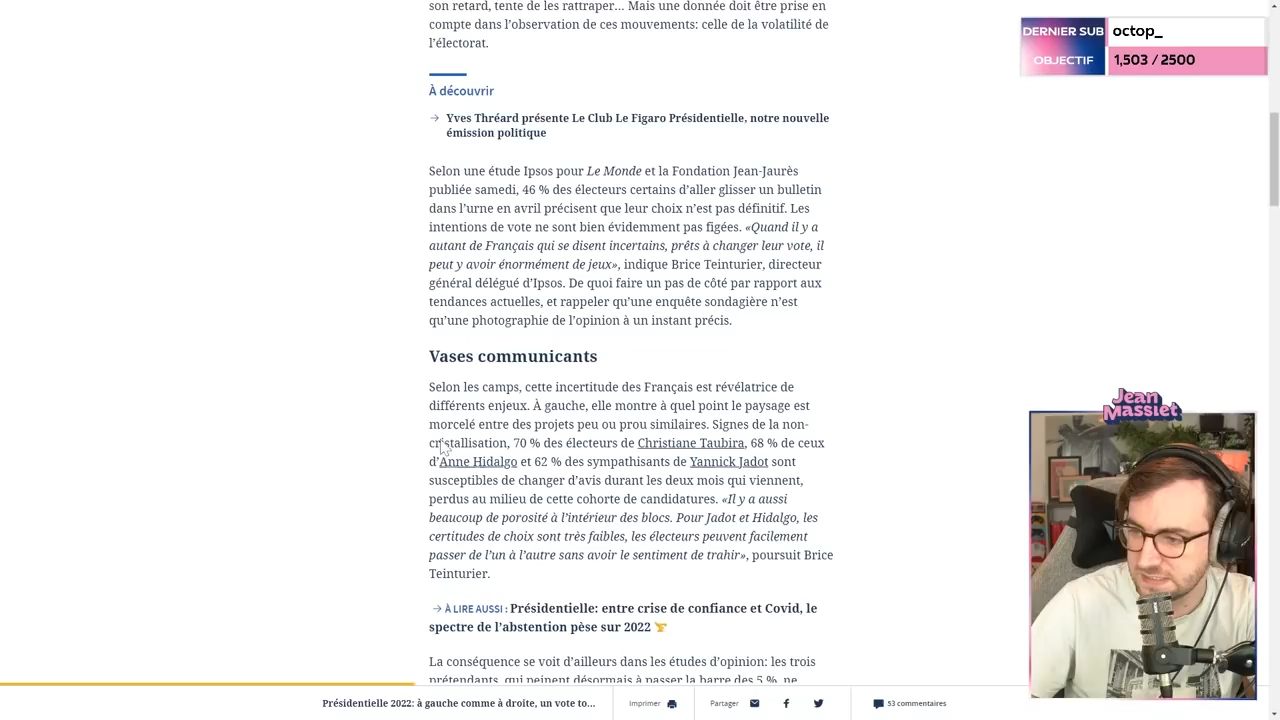 son retard, tente de les rattraper… Mais une donnée doit être prise en
compte dans l’observation de ces mouvements: celle de la volatilité de
l’électorat.
À découvrir
→ Yves Thréard présente Le Club Le Figaro Présidentielle, notre nouvelle
émission politique
Selon une étude Ipsos pour Le Monde et la Fondation Jean-Jaurès
publiée samedi, 46 % des électeurs certains d’aller glisser un bulletin
dans l’urne en avril précisent que leur choix n’est pas définitif. Les
intentions de vote ne sont bien évidemment pas figées. «Quand il y a
autant de Français qui se disent incertains, prêts à changer leur vote, il
peut y avoir énormément de jeux», indique Brice Teinturier, directeur
général délégué d’Ipsos. De quoi faire un pas de côté par rapport aux
tendances actuelles, et rappeler qu’une enquête sondagière n’est
qu’une photographie de l’opinion à un instant précis.
Vases communicants
Selon les camps, cette incertitude des Français est révélatrice de
différents enjeux. À gauche, elle montre à quel point le paysage est
morcelé entre des projets peu ou prou similaires. Signes de la non-
cristallisation, 70 % des électeurs de Christiane Taubira, 68 % de ceux
d’Anne Hidalgo et 62 % des sympathisants de Yannick Jadot sont
susceptibles de changer d’avis durant les deux mois qui viennent,
perdus au milieu de cette cohorte de candidatures. «Il y a aussi
beaucoup de porosité à l’intérieur des blocs. Pour Jadot et Hidalgo, les
certitudes de choix sont très faibles, les électeurs peuvent facilement
passer de l’un à l’autre sans avoir le sentiment de trahir», poursuit Brice
Teinturier.
→ À LIRE AUSSI : Présidentielle: entre crise de confiance et Covid, le
spectre de l’abstention pèse sur 2022
La conséquence se voit d’ailleurs dans les études d’opinion: les trois
prétendants, qui peinent désormais à passer la barre des 5 %, ne
Présidentielle 2022: à gauche comme à droite, un vote to...
Imprimer
Partager
53 commentaires
DERNIER SUB octop_
OBJECTIF 1,503 / 2500
Jean
Massiet